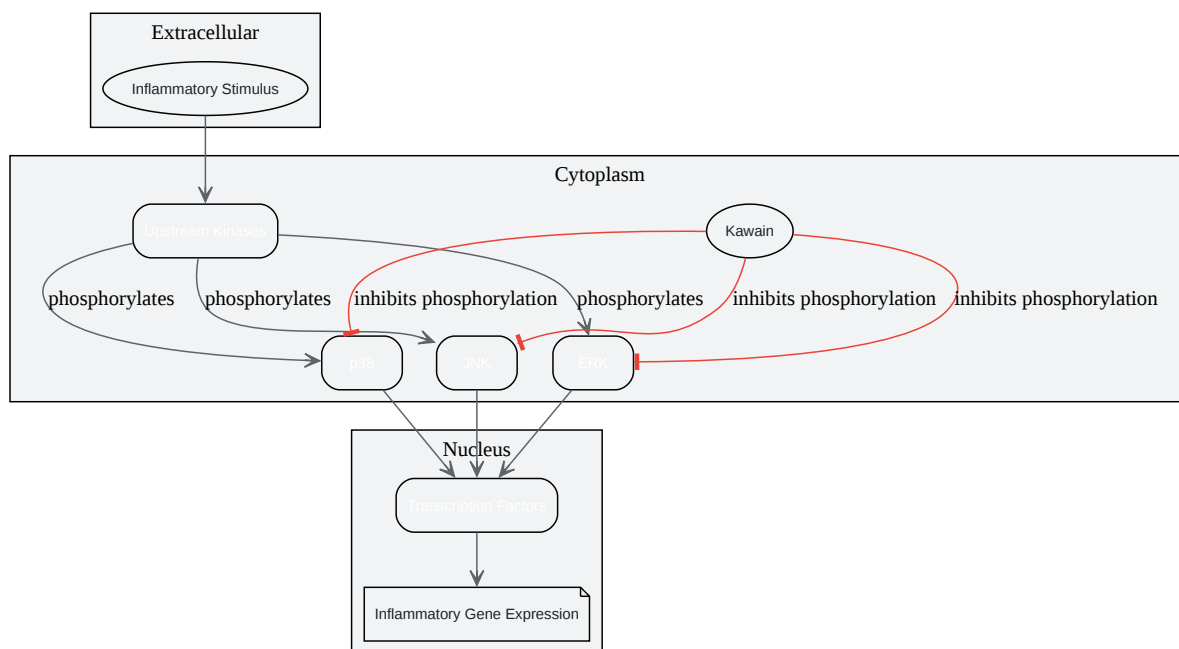 Extracellular
Inflammatory Stimulus
Cytoplasm
Upstream Kinases
Kawain
phosphorylates
phosphorylates
inhibits phosphorylation
phosphorylates
inhibits phosphorylation
inhibits phosphorylation
p38
JNK
ERK
Nucleus
Transcription Factors
Inflammatory Gene Expression